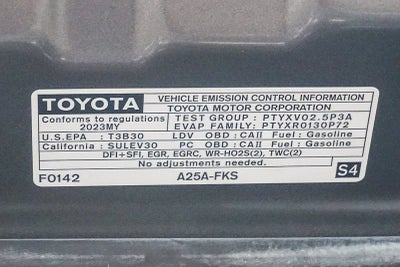 TOYOTA VEHICLE EMISSION CONTROL INFORMATION
TOYOTA MOTOR CORPORATION
Conforms to regulations TEST GROUP: PTYXV02.5P3A
2023MY EVAP FAMILY: PTYXR0130P72
U.S.EPA : T3B30 LDV OBD : CAII Fuel : Gasoline
California : SULEV30 PC OBD : CAII Fuel : Gasoline
DFI+SFI, EGR, EGRC, WR-HO2S(2), TWC(2)
No adjustments needed.
F0142 A25A-FKS S4